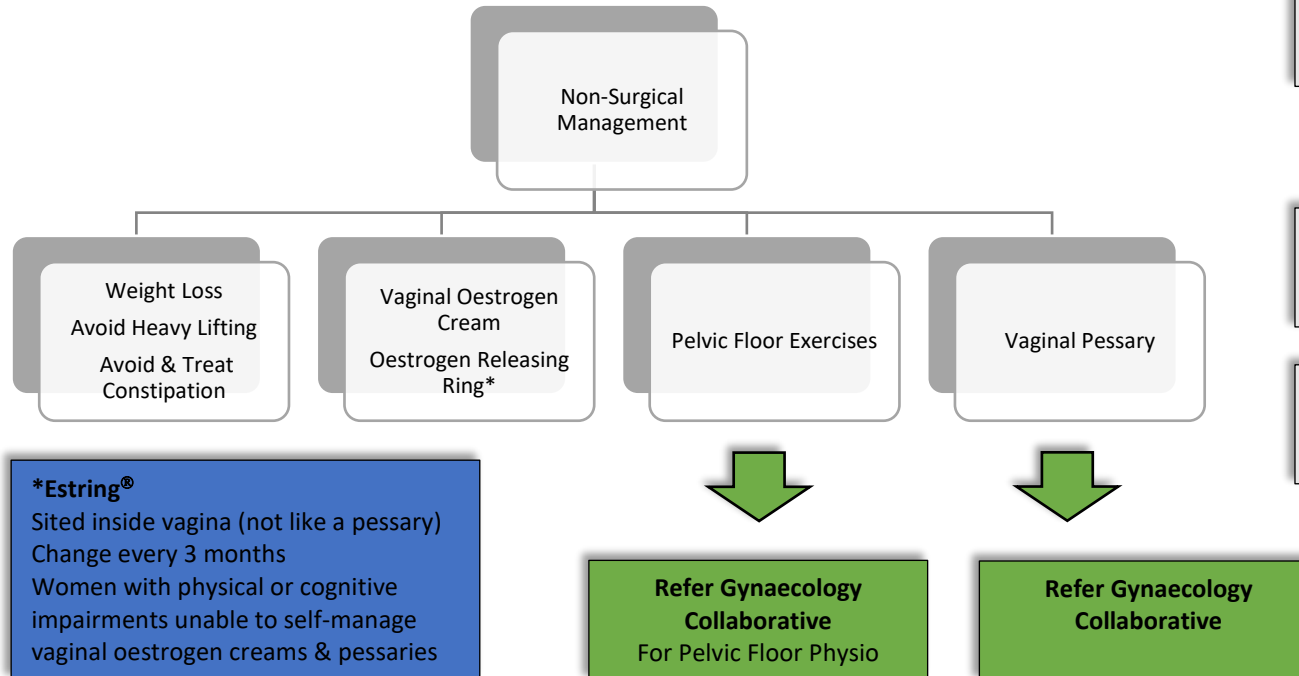 Non-Surgical
Management
Weight Loss
Avoid Heavy Lifting
Avoid & Treat
Constipation
Vaginal Oestrogen
Cream
Oestrogen Releasing
Ring*
Pelvic Floor Exercises
Vaginal Pessary
*Estring®
Sited inside vagina (not like a pessary)
Change every 3 months
Women with physical or cognitive
impairments unable to self-manage
vaginal oestrogen creams & pessaries
Refer Gynaecology
Collaborative
For Pelvic Floor Physio
Refer Gynaecology
Collaborative